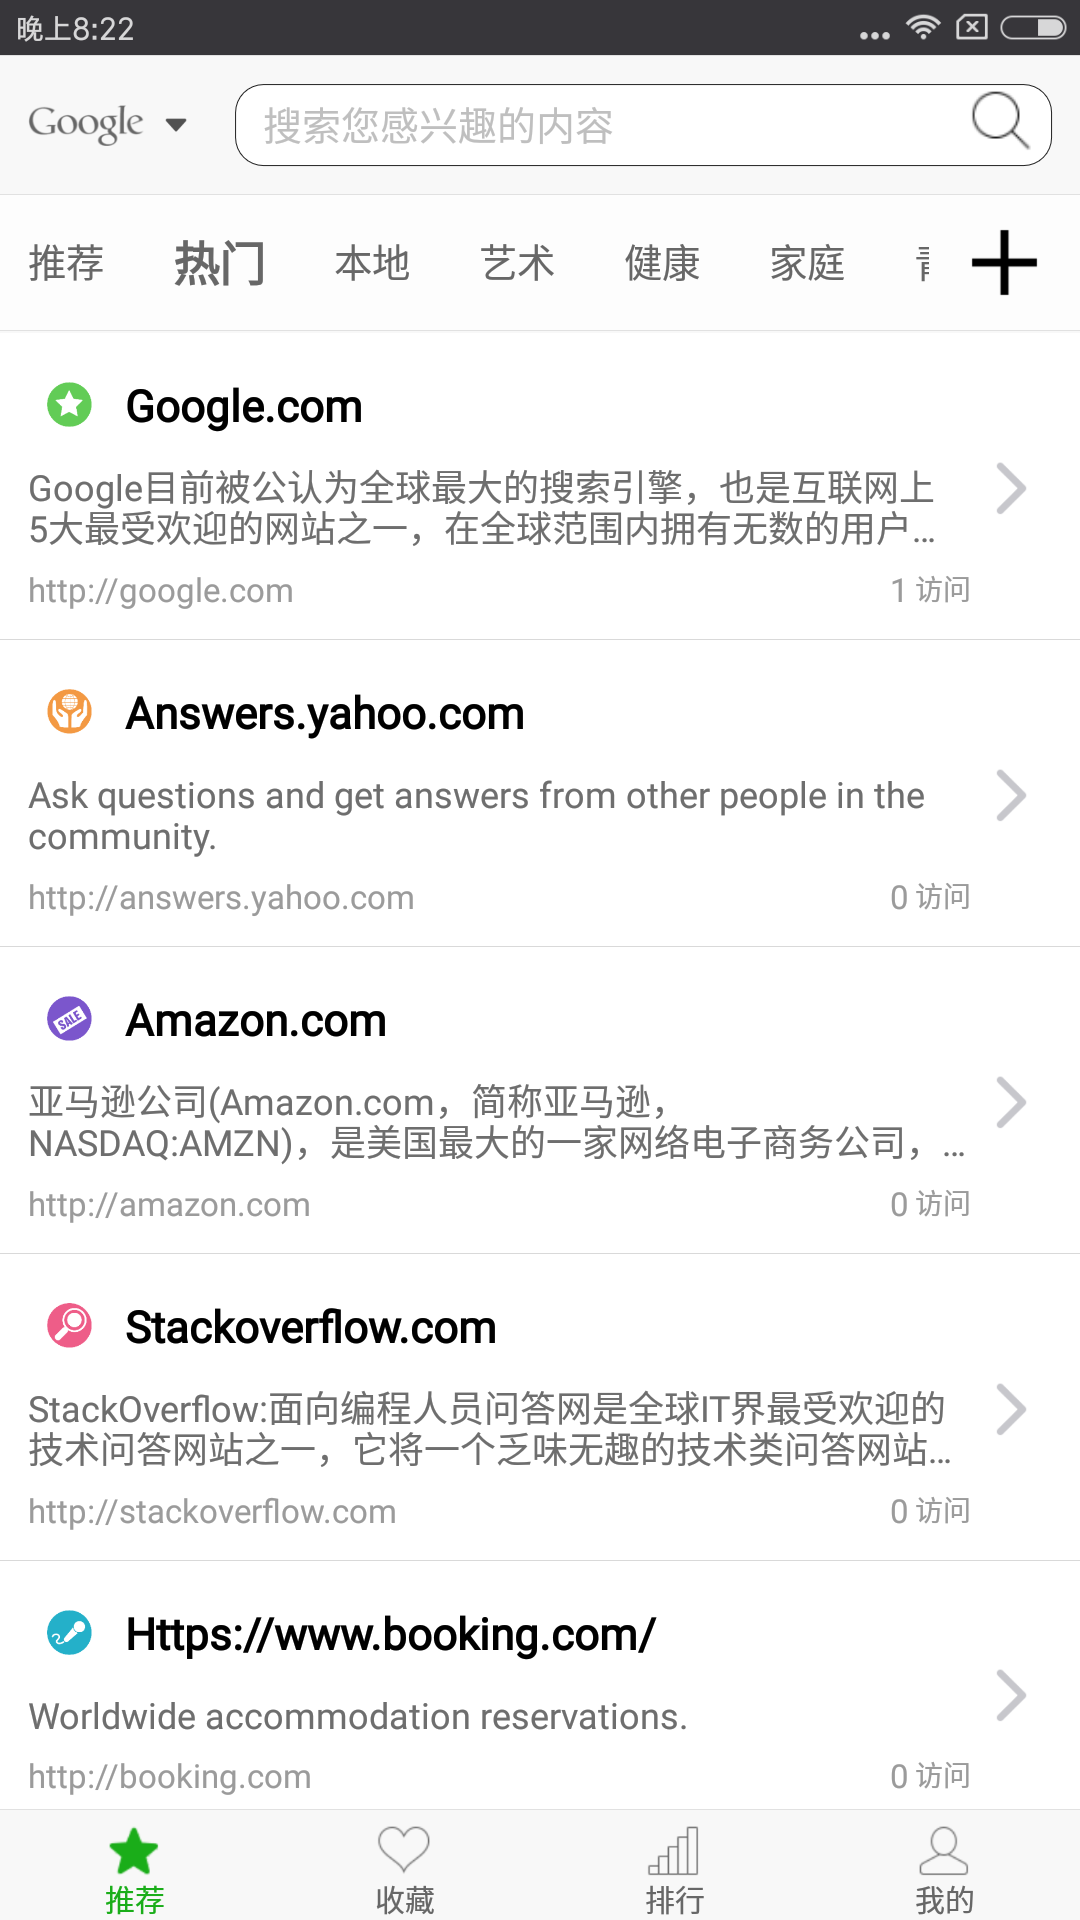 晚上8:22
Google
搜索您感兴趣的内容
推荐 热门 本地 艺术 健康 家庭
Google.com
Google目前被公认为全球最大的搜索引擎，也是互联网上
5大最受欢迎的网站之一，在全球范围内拥有无数的用户...
http://google.com 1 访问
Answers.yahoo.com
Ask questions and get answers from other people in the
community.
http://answers.yahoo.com 0 访问
SALE
Amazon.com
亚马逊公司(Amazon.com，简称亚马逊，
NASDAQ:AMZN)，是美国最大的一家网络电子商务公司，...
http://amazon.com 0 访问
Stackoverflow.com
StackOverflow:面向编程人员问答网是全球IT界最受欢迎的
技术问答网站之一，它将一个乏味无趣的技术类问答网站...
http://stackoverflow.com 0 访问
Https://www.booking.com/
Worldwide accommodation reservations.
http://booking.com 0 访问
推荐 收藏 排行 我的